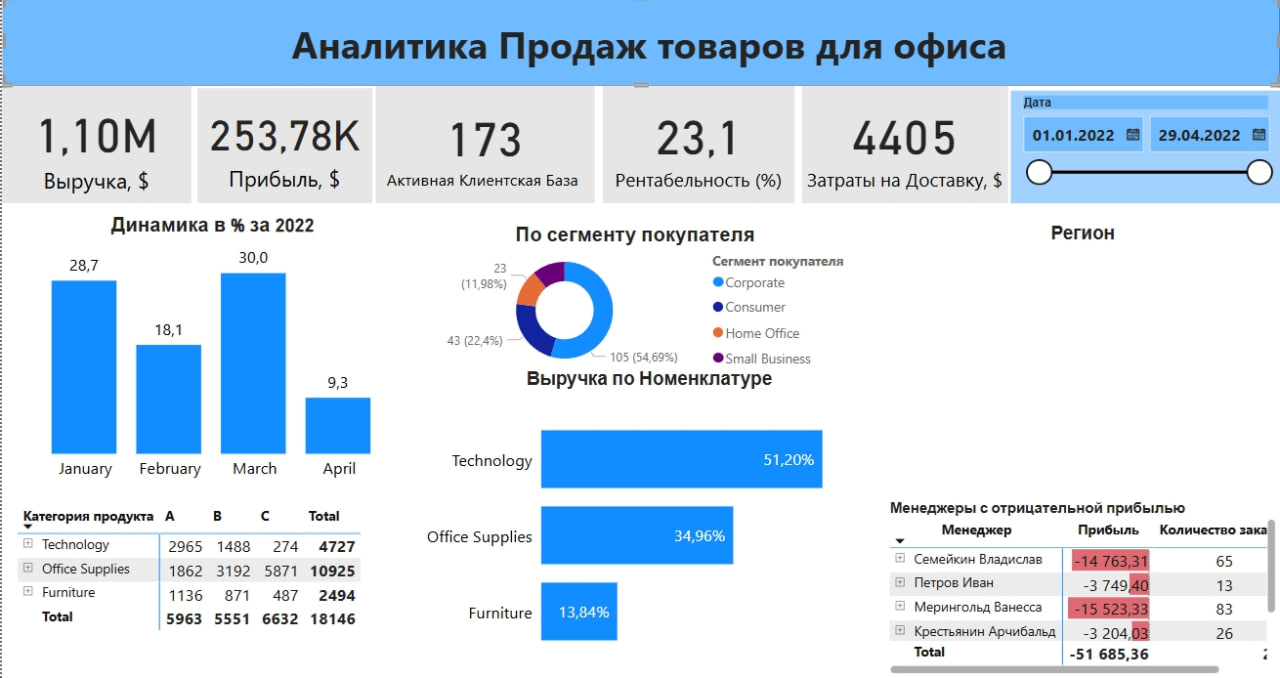 Аналитика Продаж товаров для офиса
1,10M
Выручка, $
253,78K
Прибыль, $
173
Активная Клиентская База
23,1
Рентабельность (%)
4405
Затраты на Доставку, $
Дата
01.01.2022 29.04.2022
Динамика в % за 2022
28,7
18,1
30,0
9,3
January February March April
По сегменту покупателя
23
(11,98%)
43 (22,4%)
105 (54,69%)
Сегмент покупателя
Corporate
Consumer
Home Office
Small Business
Регион
Выручка по Номенклатуре
Technology 51,20%
Office Supplies 34,96%
Furniture 13,84%
Категория продукта A B C Total
Technology 2965 1488 274 4727
Office Supplies 1862 3192 5871 10925
Furniture 1136 871 487 2494
Total 5963 5551 6632 18146
Менеджеры с отрицательной прибылью
Менеджер Прибыль Количество зака
Семейкин Владислав -14 763,31 65
Петров Иван -3 749,40 13
Мерингольд Ванесса -15 523,33 83
Крестьянин Арчибальд -3 204,03 26
Total -51 685,36